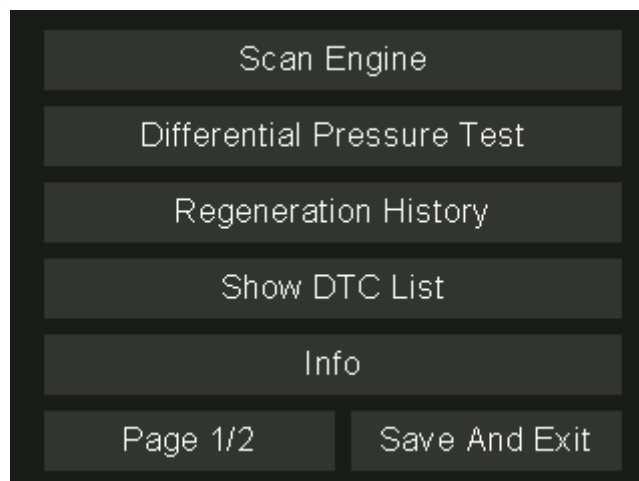 Scan Engine
Differential Pressure Test
Regeneration History
Show DTC List
Info
Page 1/2
Save And Exit